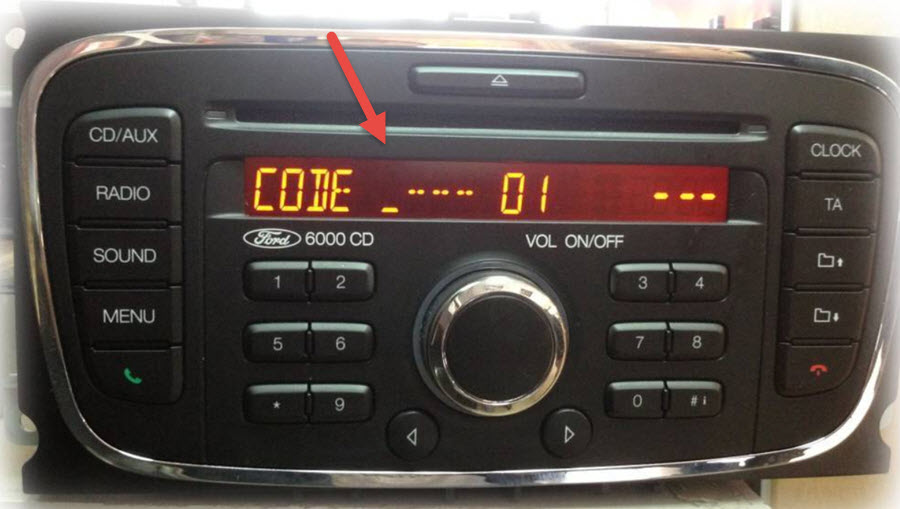 CD/AUX
CLOCK
RADIO
CODE _--- 01 ---
TA
Ford 6000 CD
VOL ON/OFF
SOUND
1 2
3 4
MENU
5 6
7 8
* 9
0 # i